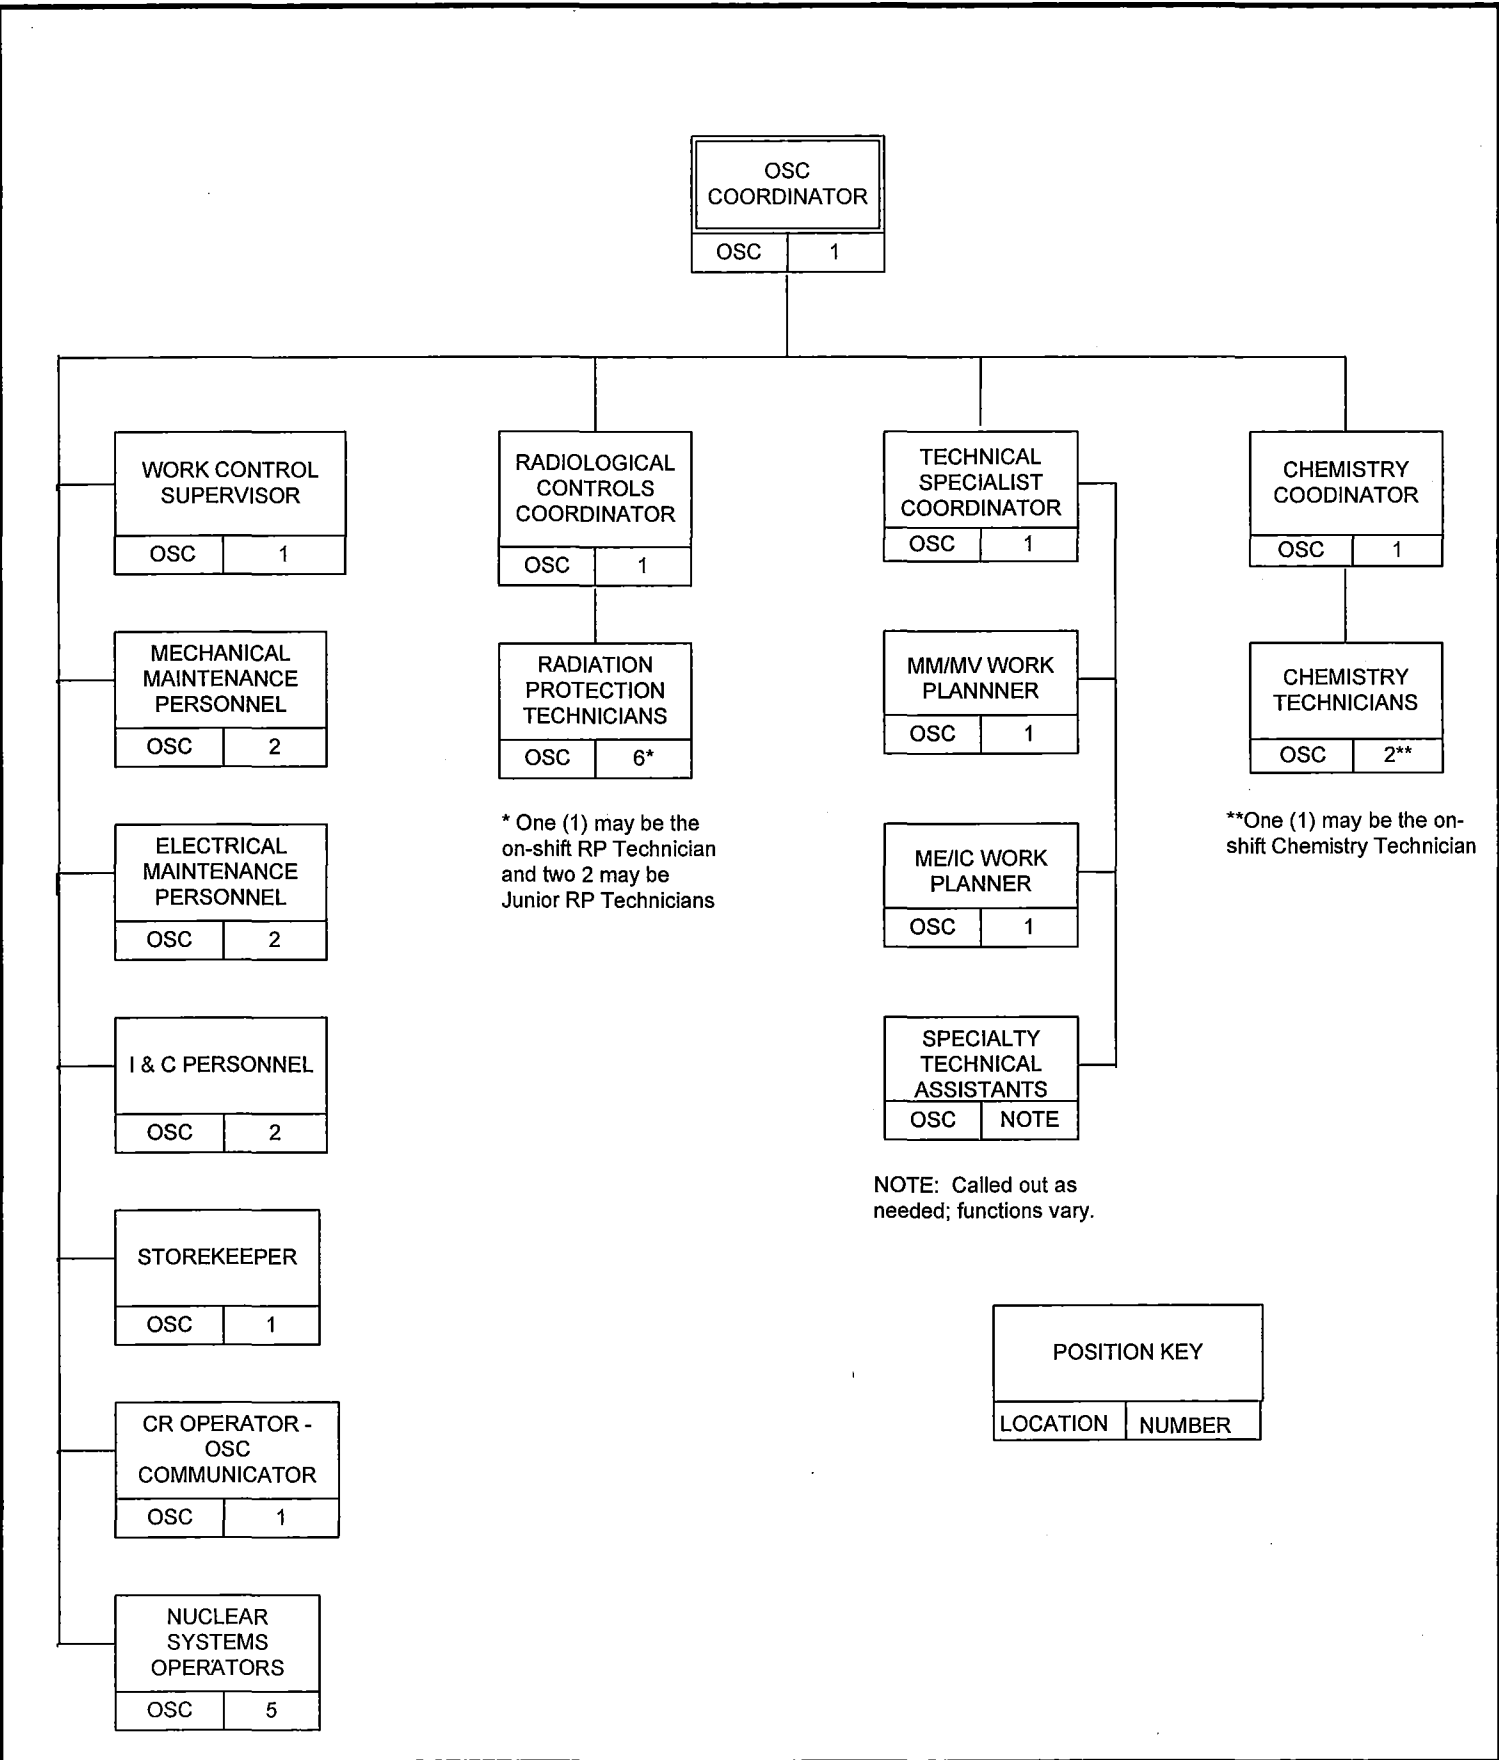 OSC
COORDINATOR
OSC 1
WORK CONTROL
SUPERVISOR
OSC 1
MECHANICAL
MAINTENANCE
PERSONNEL
OSC 2
ELECTRICAL
MAINTENANCE
PERSONNEL
OSC 2
I & C PERSONNEL
OSC 2
STOREKEEPER
OSC 1
CR OPERATOR -
OSC
COMMUNICATOR
OSC 1
NUCLEAR
SYSTEMS
OPERATORS
OSC 5
RADIOLOGICAL
CONTROLS
COORDINATOR
OSC 1
RADIATION
PROTECTION
TECHNICIANS
OSC 6*
* One (1) may be the
on-shift RP Technician
and two 2 may be
Junior RP Technicians
TECHNICAL
SPECIALIST
COORDINATOR
OSC 1
MM/MV WORK
PLANNNER
OSC 1
ME/IC WORK
PLANNER
OSC 1
SPECIALTY
TECHNICAL
ASSISTANTS
OSC NOTE
NOTE: Called out as
needed; functions vary.
CHEMISTRY
COODINATOR
OSC 1
CHEMISTRY
TECHNICIANS
OSC 2**
**One (1) may be the on-
shift Chemistry Technician
POSITION KEY
LOCATION NUMBER